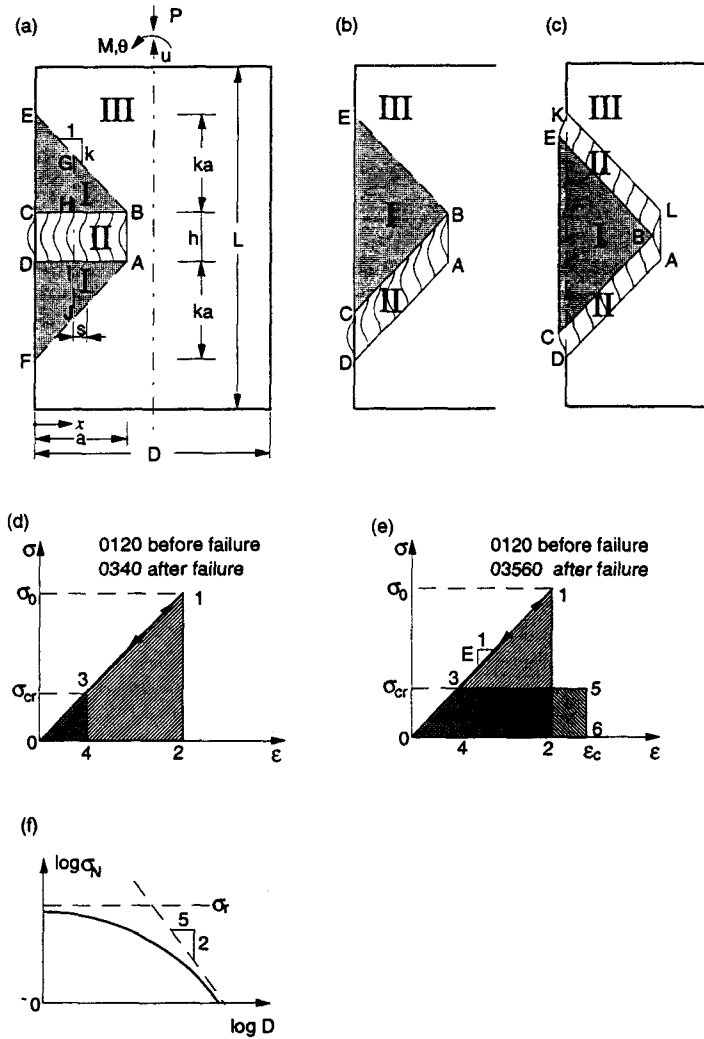 (a)
P
M,θ
u
III
E
1
k
G
I
ka
C
H
B
II
h
L
D
I
A
I
J
s
ka
F
x
a
D
(b)
III
E
I
B
II
A
C
D
(c)
K
III
E
II
L
I
B
A
II
C
D
(d)
0120 before failure
0340 after failure
σ
σ0
1
σcr
3
0
4
2
ε
(e)
0120 before failure
03560 after failure
σ
σ0
1
1
E
σcr
3
5
0
4
2
6
εc
ε
(f)
log σN
σr
5
2
0
log D